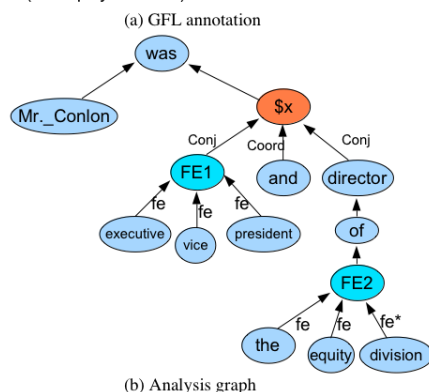 (a) GFL annotation
was
Mr._Conlon
$x
Conj
Coord
Conj
FE1
and
director
fe
fe
fe
executive
vice
president
of
FE2
fe
fe
fe*
the
equity
division
(b) Analysis graph